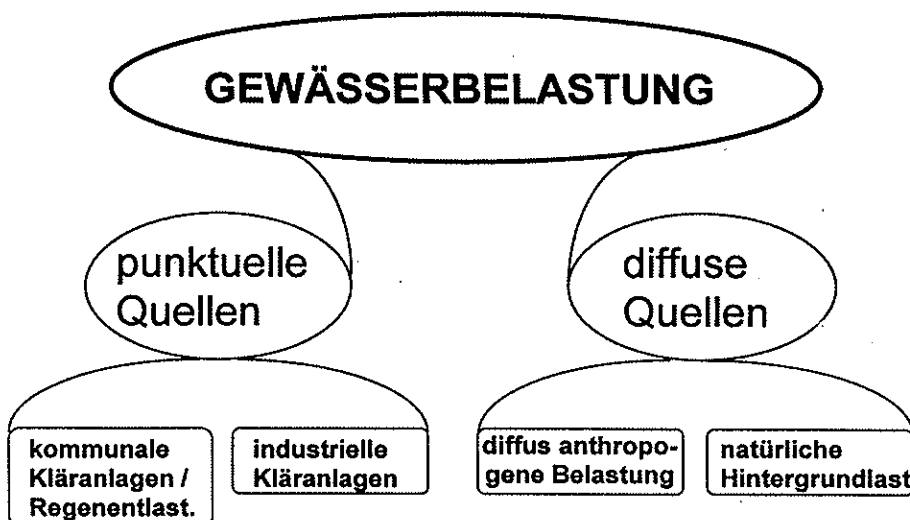 GEWÄSSERBELASTUNG
punktuelle
Quellen
diffuse
Quellen
kommunale
Kläranlagen /
Regenentlast.
industrielle
Kläranlagen
diffus anthropo-
gene Belastung
natürliche
Hintergrundlast